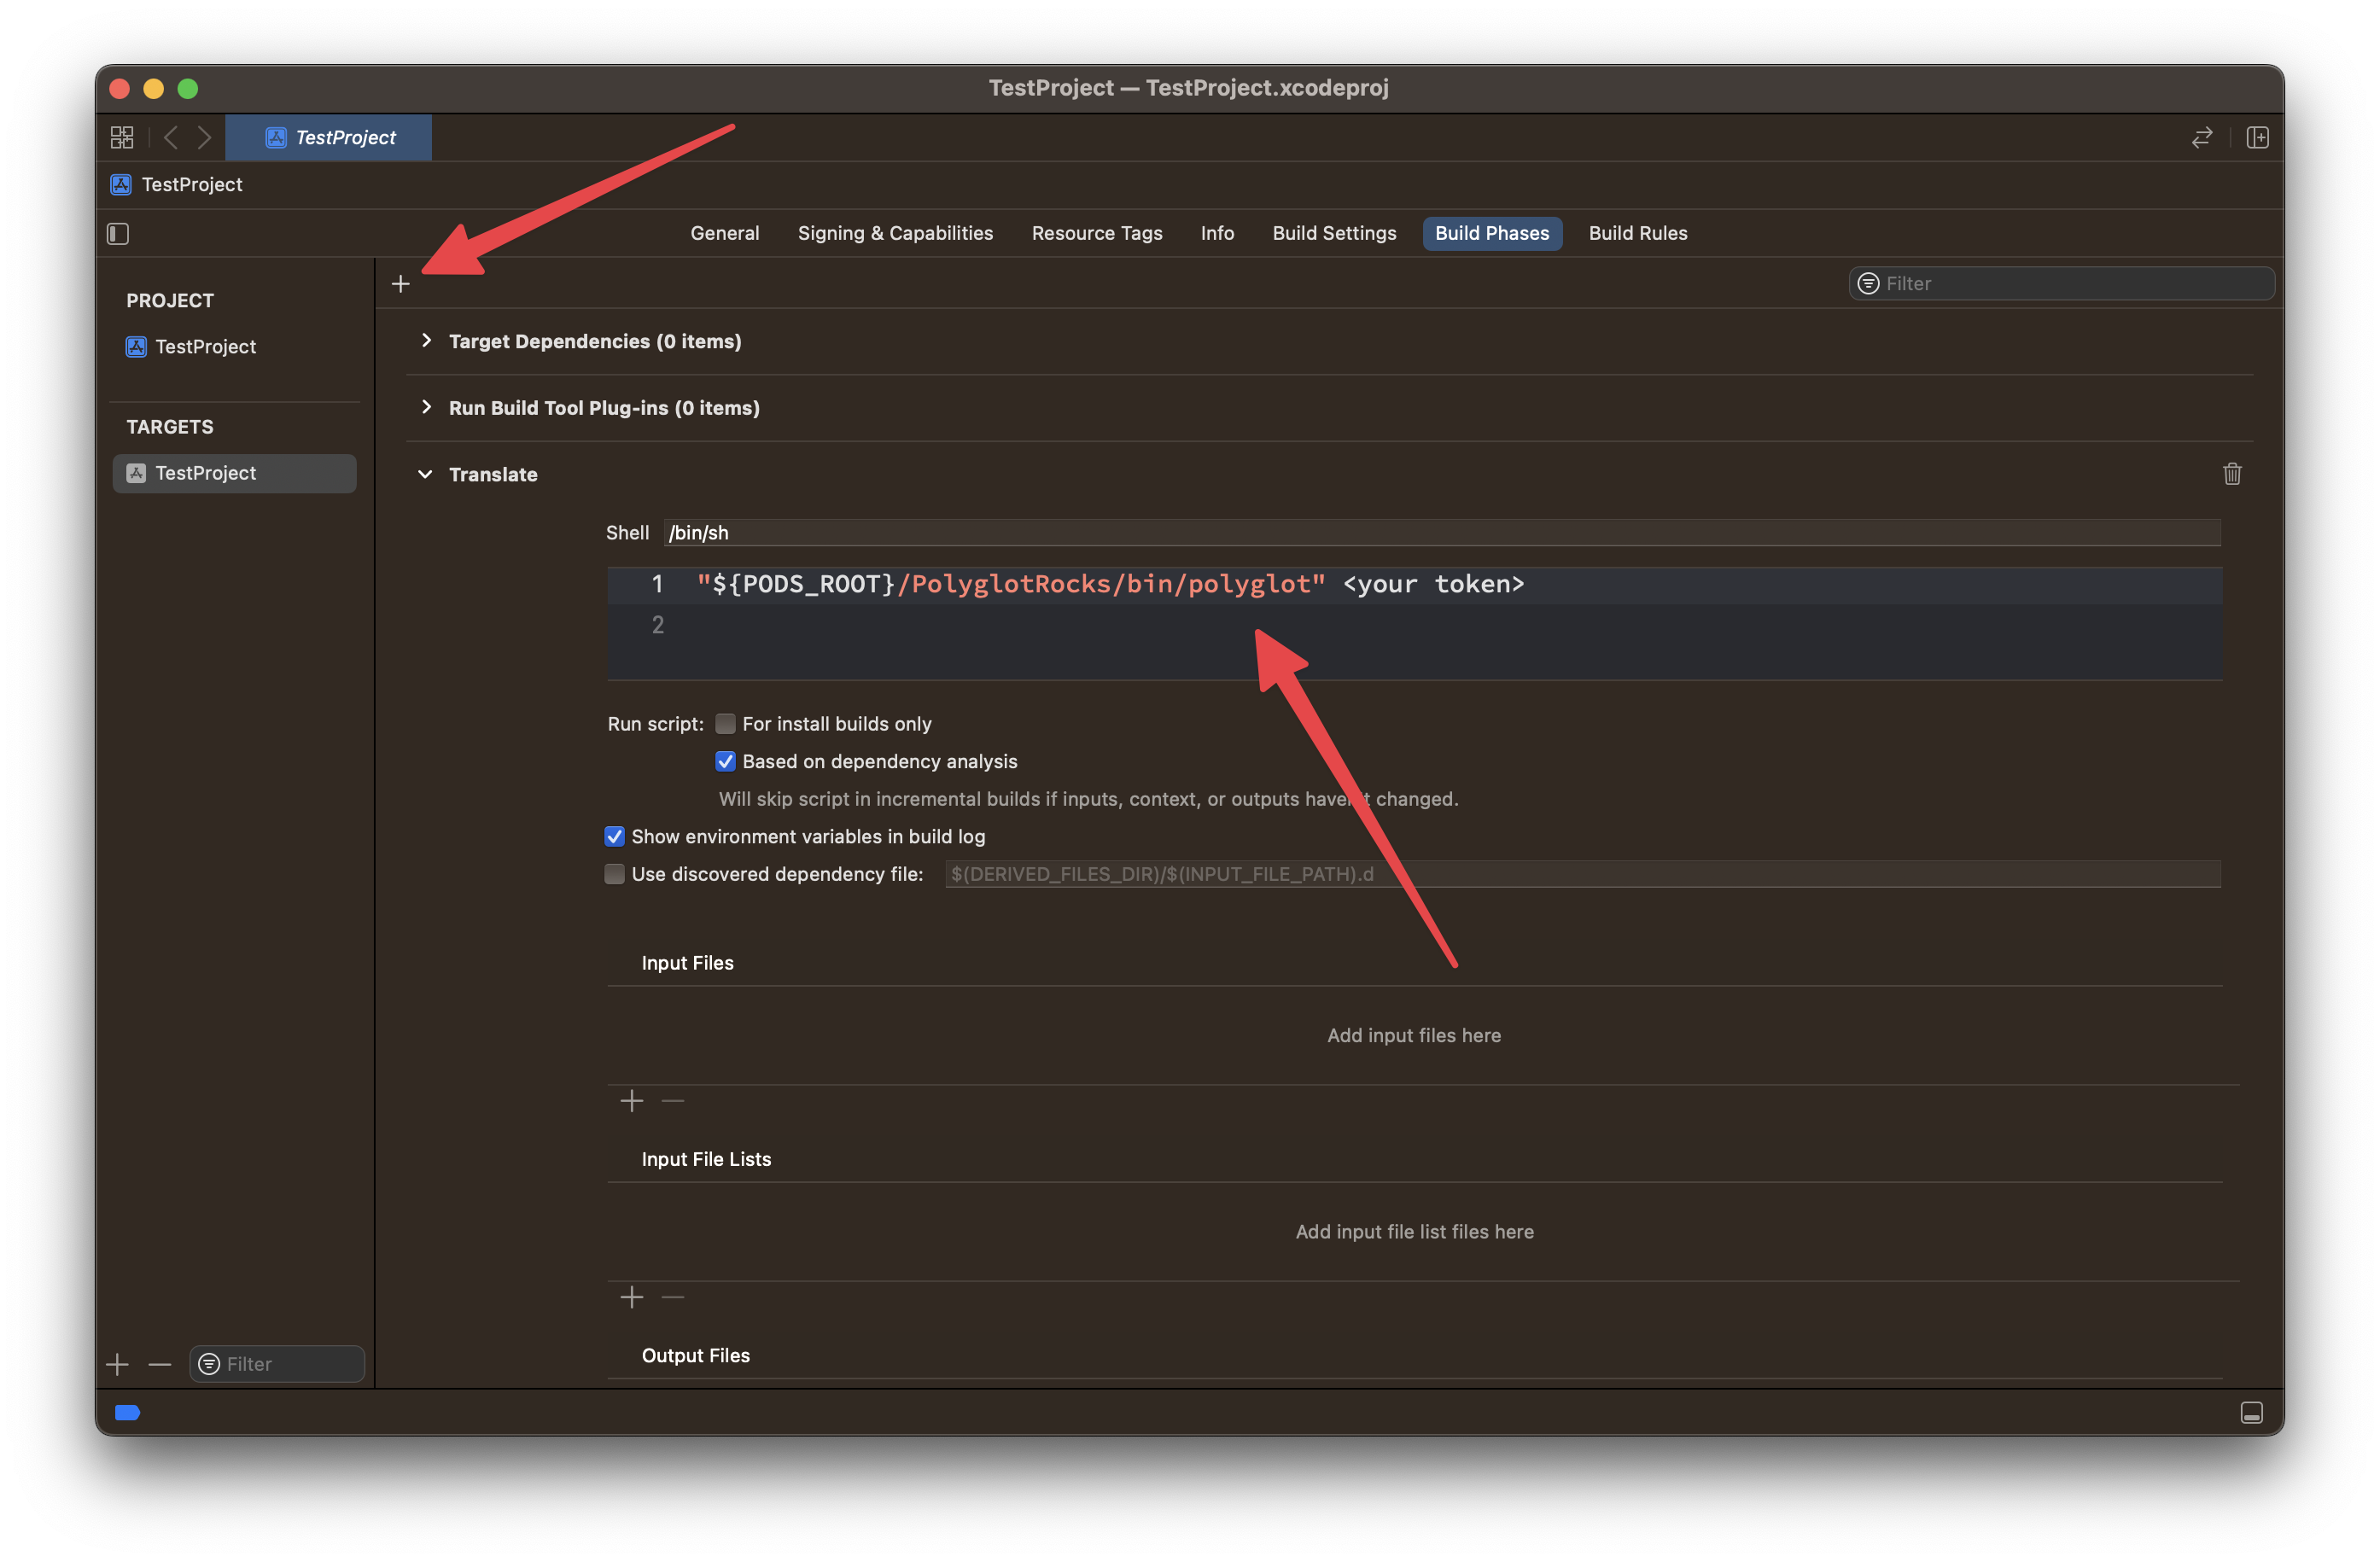 TestProject — TestProject.xcodeproj
TestProject
TestProject
General Signing & Capabilities Resource Tags Info Build Settings Build Phases Build Rules
Filter
PROJECT
TestProject
TARGETS
TestProject
Target Dependencies (0 items)
Run Build Tool Plug-ins (0 items)
Translate
Shell /bin/sh
1 "${PODS_ROOT}/PolyglotRocks/bin/polyglot" <your token>
2
Run script: For install builds only
Based on dependency analysis
Will skip script in incremental builds if inputs, context, or outputs haven't changed.
Show environment variables in build log
Use discovered dependency file: $(DERIVED_FILES_DIR)/$(INPUT_FILE_PATH).d
Input Files
Add input files here
Input File Lists
Add input file list files here
Output Files
Filter